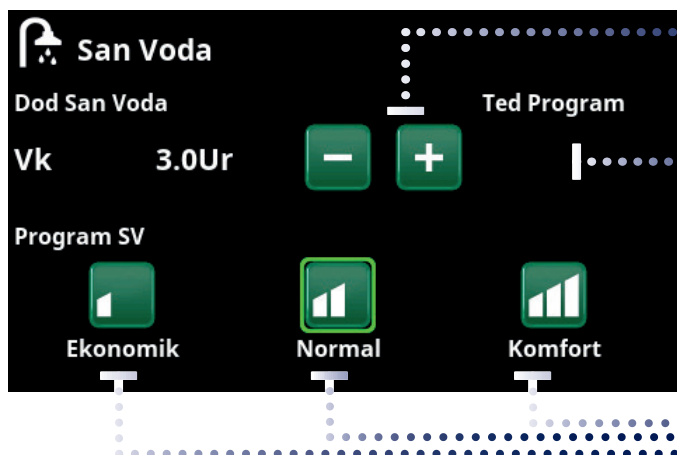 San Voda
Dod San Voda
Ted Program
Vk 3.0Ur
− +
Program SV
Ekonomik Normal Komfort